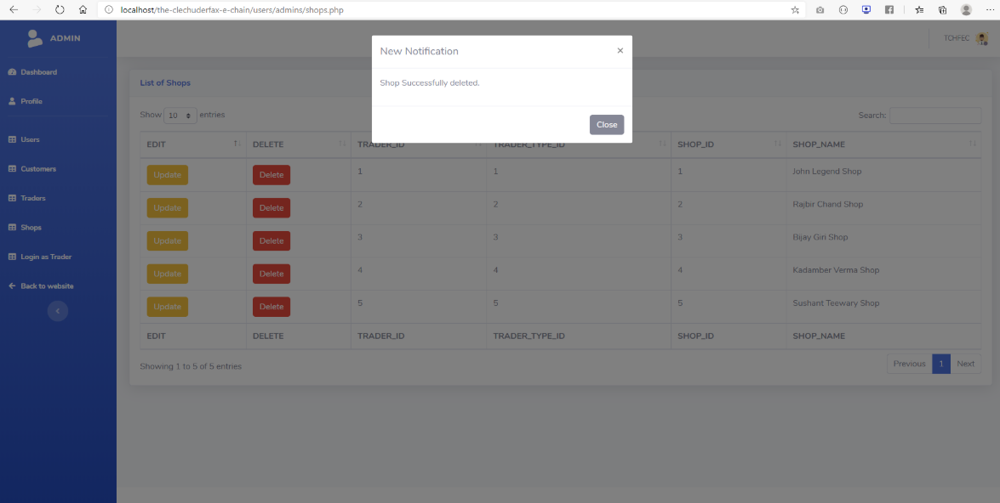 localhost/the-clechuderfax-e-chain/users/admins/shops.php
ADMIN
Dashboard
Profile
Users
Customers
Traders
Shops
Login as Trader
Back to website
TCHFEC
New Notification ×
Shop Successfully deleted.
Close
List of Shops
Show 10 entries Search:
EDIT DELETE TRADER_ID TRADER_TYPE_ID SHOP_ID SHOP_NAME
Update Delete 1 1 1 John Legend Shop
Update Delete 2 2 2 Rajbir Chand Shop
Update Delete 3 3 3 Bijay Giri Shop
Update Delete 4 4 4 Kadamber Verma Shop
Update Delete 5 5 5 Sushant Teewary Shop
EDIT DELETE TRADER_ID TRADER_TYPE_ID SHOP_ID SHOP_NAME
Showing 1 to 5 of 5 entries
Previous 1 Next